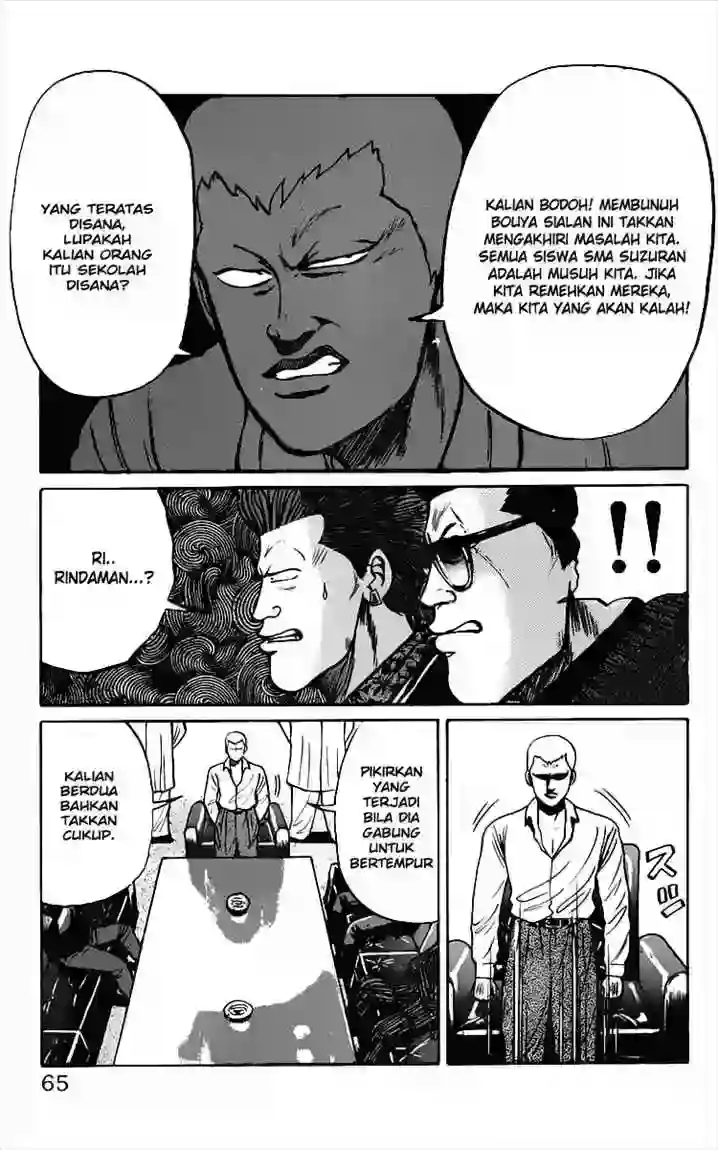 KALIAN BODOH! MEMBUNUH
BOUYA SIALAN INI TAKKAN
MENGAKHIRI MASALAH KITA.
SEMUA SISWA SMA SUZURAN
ADALAH MUSUH KITA. JIKA
KITA REMEHKAN MEREKA,
MAKA KITA YANG AKAN KALAH!
YANG TERATAS
DISANA,
LUPAKAH
KALIAN ORANG
ITU SEKOLAH
DISANA?
!!
RI..
RINDAMAN...?
ズン
PIKIRKAN
YANG
TERJADI
BILA DIA
GABUNG
UNTUK
BERTEMPUR
KALIAN
BERDUA
BAHKAN
TAKKAN
CUKUP.
65